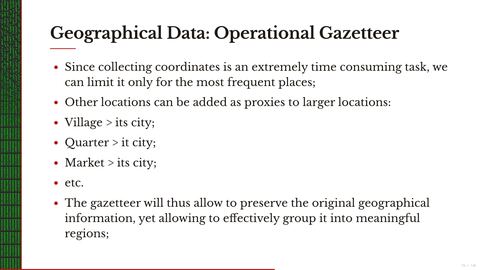 Geographical Data: Operational Gazetteer
• Since collecting coordinates is an extremely time consuming task, we
can limit it only for the most frequent places;
• Other locations can be added as proxies to larger locations:
• Village > its city;
• Quarter > it city;
• Market > its city;
• etc.
• The gazetteer will thus allow to preserve the original geographical
information, yet allowing to effectively group it into meaningful
regions;